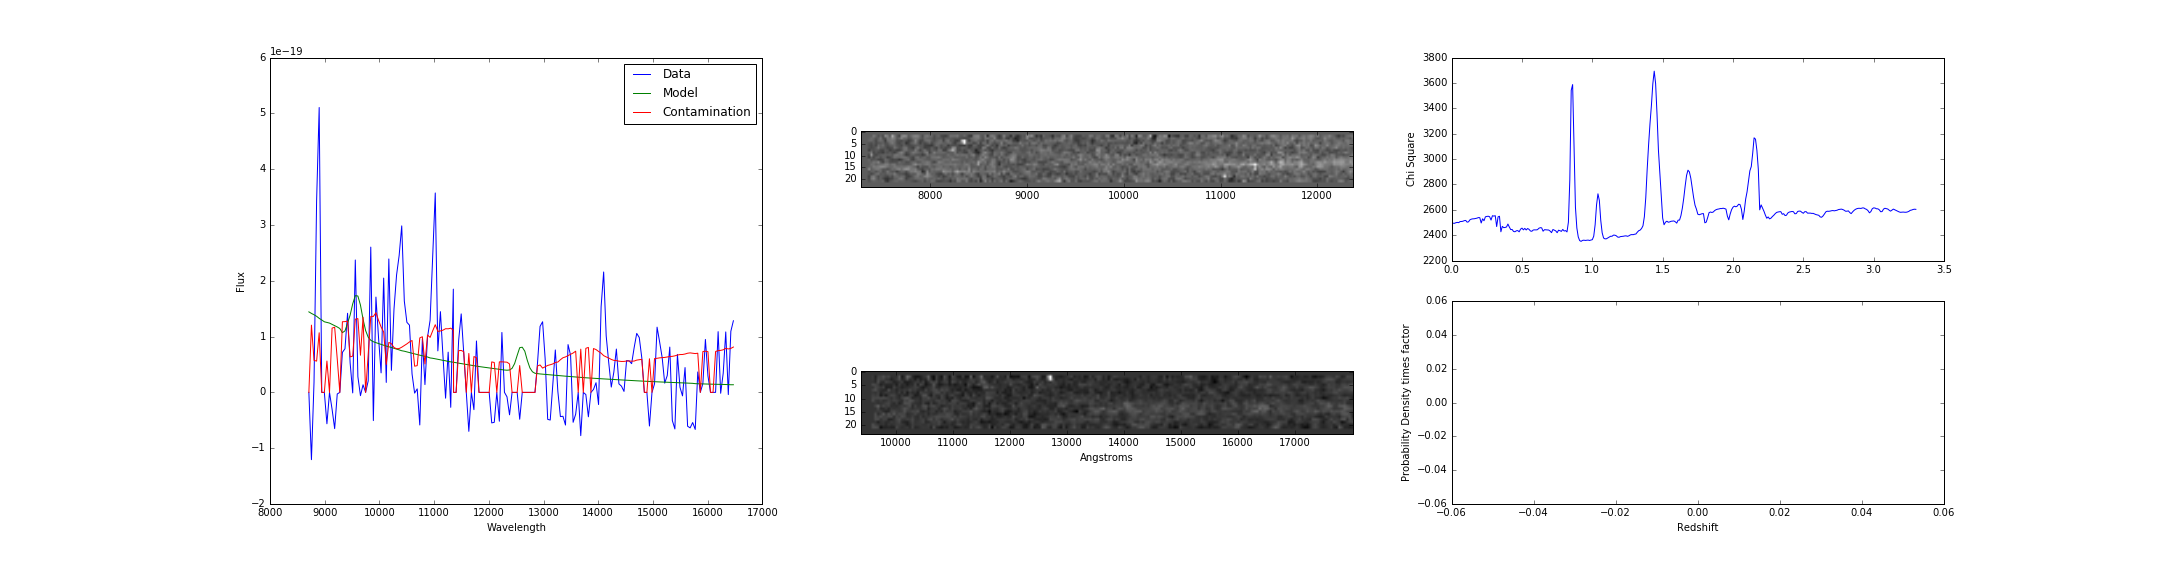 1e−19
6
5
4
3
2
1
0
−1
−2
Flux
8000 9000 10000 11000 12000 13000 14000 15000 16000 17000
Wavelength
Data
Model
Contamination
0
5
10
15
20
8000 9000 10000 11000 12000
0
5
10
15
20
10000 11000 12000 13000 14000 15000 16000 17000
Angstroms
3800
3600
3400
3200
3000
2800
2600
2400
2200
Chi Square
0.0 0.5 1.0 1.5 2.0 2.5 3.0 3.5
0.06
0.04
0.02
0.00
−0.02
−0.04
−0.06
Probability Density times factor
−0.06 −0.04 −0.02 0.00 0.02 0.04 0.06
Redshift